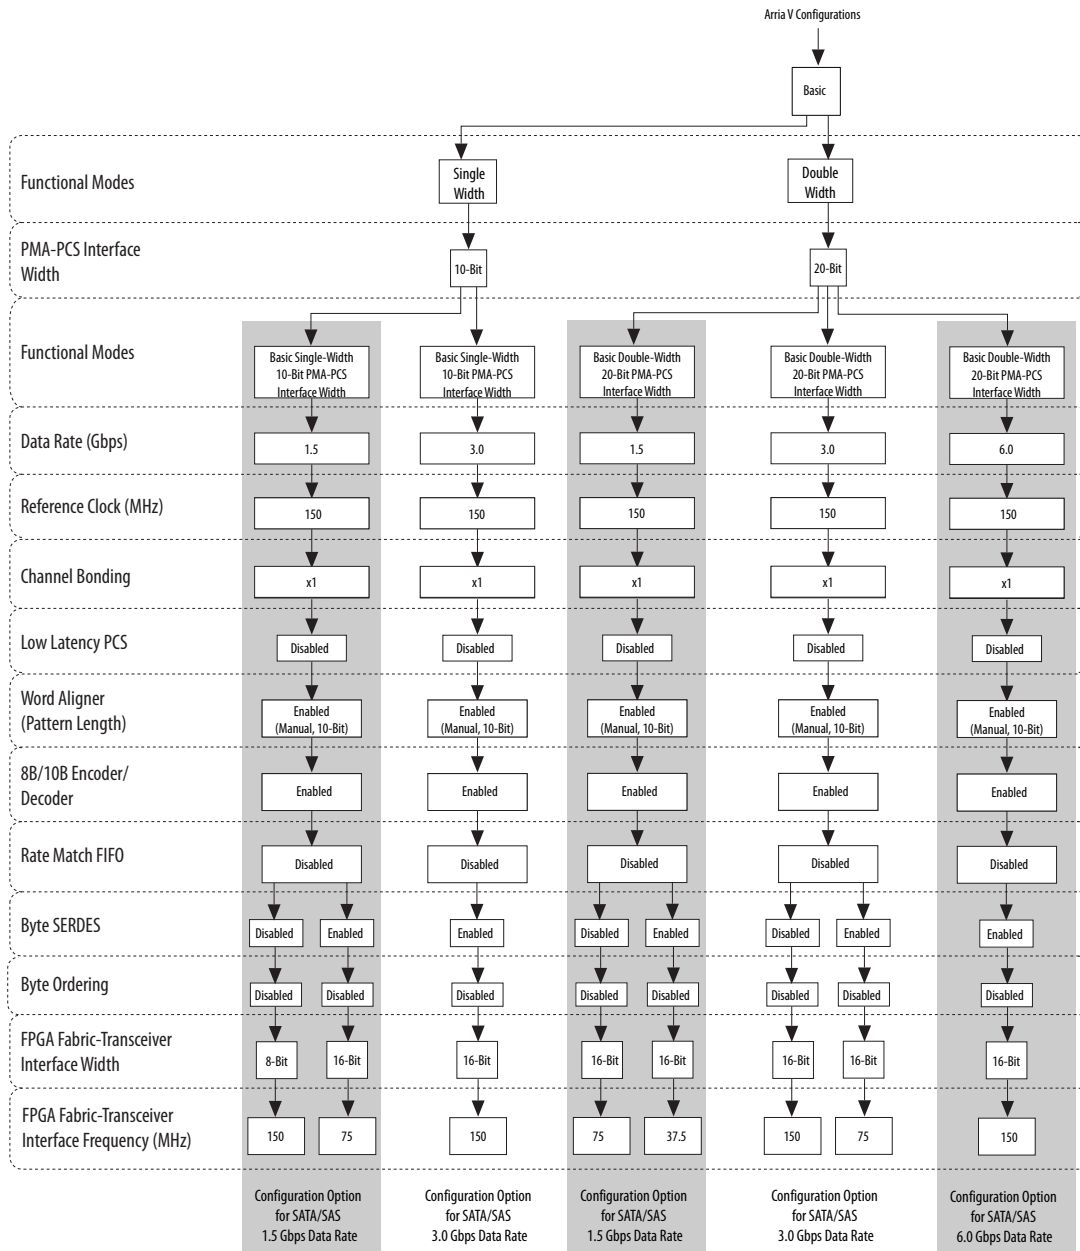 Arria V Configurations
Basic
Functional Modes
Single
Width
Double
Width
PMA-PCS Interface
Width
10-Bit
20-Bit
Functional Modes
Basic Single-Width
10-Bit PMA-PCS
Interface Width
Basic Single-Width
10-Bit PMA-PCS
Interface Width
Basic Double-Width
20-Bit PMA-PCS
Interface Width
Basic Double-Width
20-Bit PMA-PCS
Interface Width
Basic Double-Width
20-Bit PMA-PCS
Interface Width
Data Rate (Gbps)
1.5
3.0
1.5
3.0
6.0
Reference Clock (MHz)
150
150
150
150
150
Channel Bonding
x1
x1
x1
x1
x1
Low Latency PCS
Disabled
Disabled
Disabled
Disabled
Disabled
Word Aligner
(Pattern Length)
Enabled
(Manual, 10-Bit)
Enabled
(Manual, 10-Bit)
Enabled
(Manual, 10-Bit)
Enabled
(Manual, 10-Bit)
Enabled
(Manual, 10-Bit)
8B/10B Encoder/
Decoder
Enabled
Enabled
Enabled
Enabled
Enabled
Rate Match FIFO
Disabled
Disabled
Disabled
Disabled
Disabled
Byte SERDES
Disabled
Enabled
Enabled
Disabled
Enabled
Disabled
Enabled
Enabled
Byte Ordering
Disabled
Disabled
Disabled
Disabled
Disabled
Disabled
Disabled
Disabled
FPGA Fabric-Transceiver
Interface Width
8-Bit
16-Bit
16-Bit
16-Bit
16-Bit
16-Bit
16-Bit
16-Bit
FPGA Fabric-Transceiver
Interface Frequency (MHz)
150
75
150
75
37.5
150
75
150
Configuration Option
for SATA/SAS
1.5 Gbps Data Rate
Configuration Option
for SATA/SAS
3.0 Gbps Data Rate
Configuration Option
for SATA/SAS
1.5 Gbps Data Rate
Configuration Option
for SATA/SAS
3.0 Gbps Data Rate
Configuration Option
for SATA/SAS
6.0 Gbps Data Rate